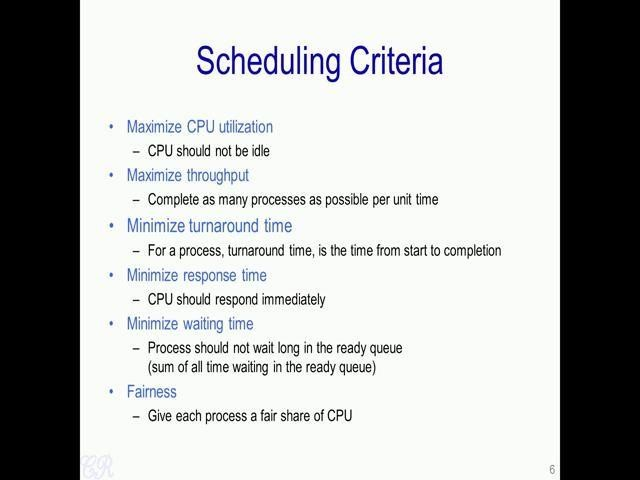 Scheduling Criteria
• Maximize CPU utilization
– CPU should not be idle
• Maximize throughput
– Complete as many processes as possible per unit time
• Minimize turnaround time
– For a process, turnaround time, is the time from start to completion
• Minimize response time
– CPU should respond immediately
• Minimize waiting time
– Process should not wait long in the ready queue
(sum of all time waiting in the ready queue)
• Fairness
– Give each process a fair share of CPU
CR
6